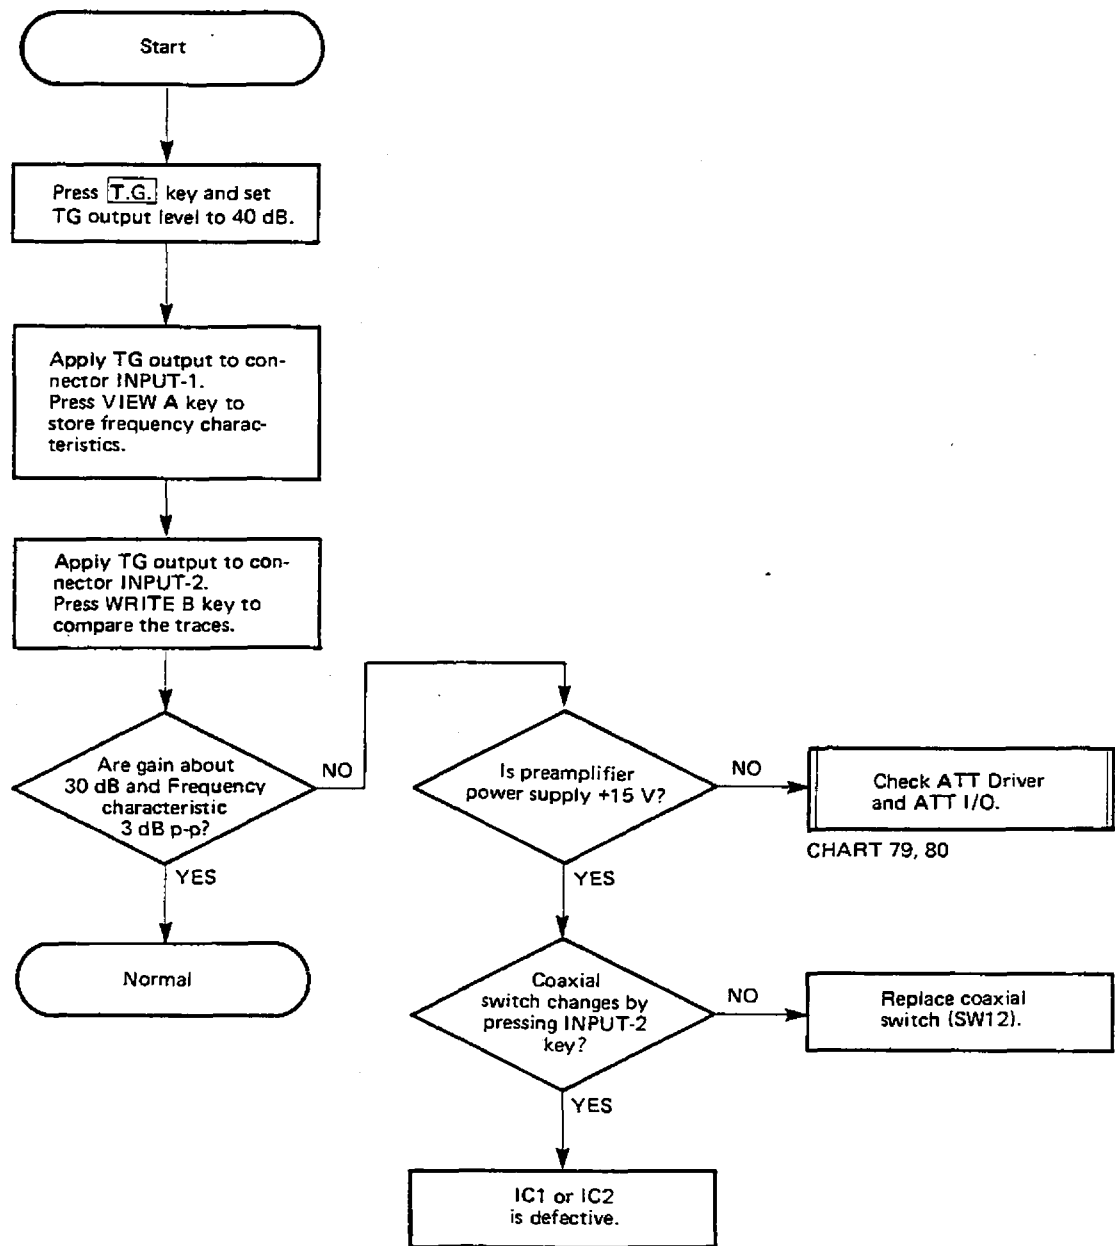 Start
Press T.G. key and set
TG output level to 40 dB.
Apply TG output to con-
nector INPUT-1.
Press VIEW A key to
store frequency charac-
teristics.
Apply TG output to con-
nector INPUT-2.
Press WRITE B key to
compare the traces.
Are gain about
30 dB and Frequency
characteristic
3 dB p-p?
NO
YES
Normal
Is preamplifier
power supply +15 V?
NO
Check ATT Driver
and ATT I/O.
CHART 79, 80
YES
Coaxial
switch changes by
pressing INPUT-2
key?
NO
Replace coaxial
switch (SW12).
YES
IC1 or IC2
is defective.